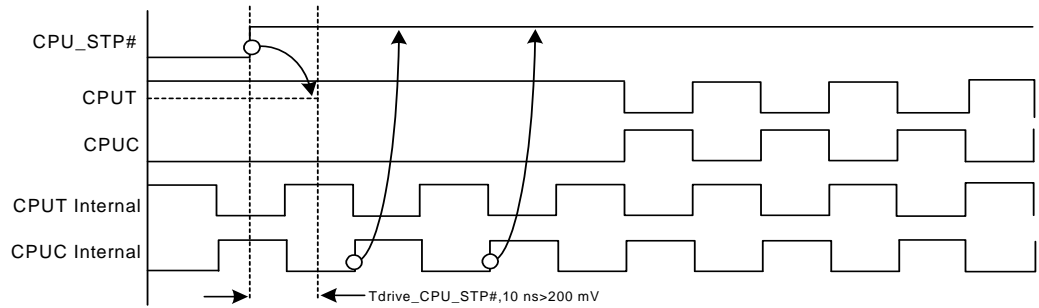 CPU_STP#
CPUT
CPUC
CPUT Internal
CPUC Internal
Tdrive_CPU_STP#,10 ns>200 mV